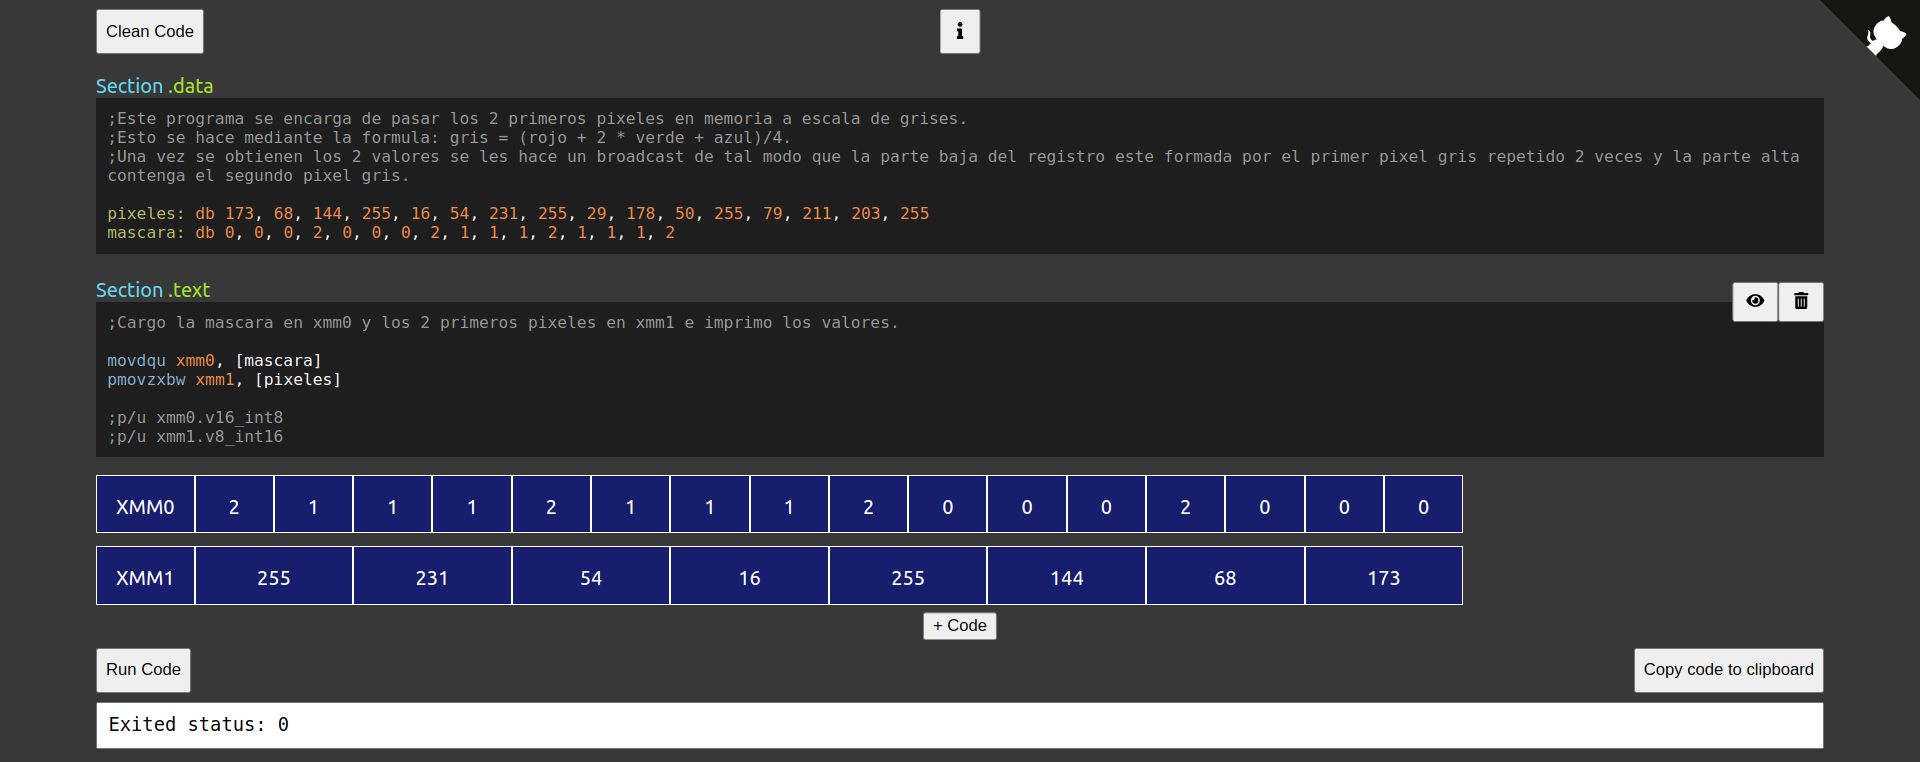 Clean Code
Section .data
;Este programa se encarga de pasar los 2 primeros pixeles en memoria a escala de grises.
;Esto se hace mediante la formula: gris = (rojo + 2 * verde + azul)/4.
;Una vez se obtienen los 2 valores se les hace un broadcast de tal modo que la parte baja del registro este formada por el primer pixel gris repetido 2 veces y la parte alta
contenga el segundo pixel gris.
pixeles: db 173, 68, 144, 255, 16, 54, 231, 255, 29, 178, 50, 255, 79, 211, 203, 255
mascara: db 0, 0, 0, 2, 0, 0, 0, 2, 1, 1, 1, 2, 1, 1, 1, 2
Section .text
;Cargo la mascara en xmm0 y los 2 primeros pixeles en xmm1 e imprimo los valores.
movdqu xmm0, [mascara]
pmovzxbw xmm1, [pixeles]
;p/u xmm0.v16_int8
;p/u xmm1.v8_int16
XMM0 2 1 1 1 2 1 1 1 2 0 0 0 2 0 0 0
XMM1 255 231 54 16 255 144 68 173
+ Code
Run Code
Copy code to clipboard
Exited status: 0